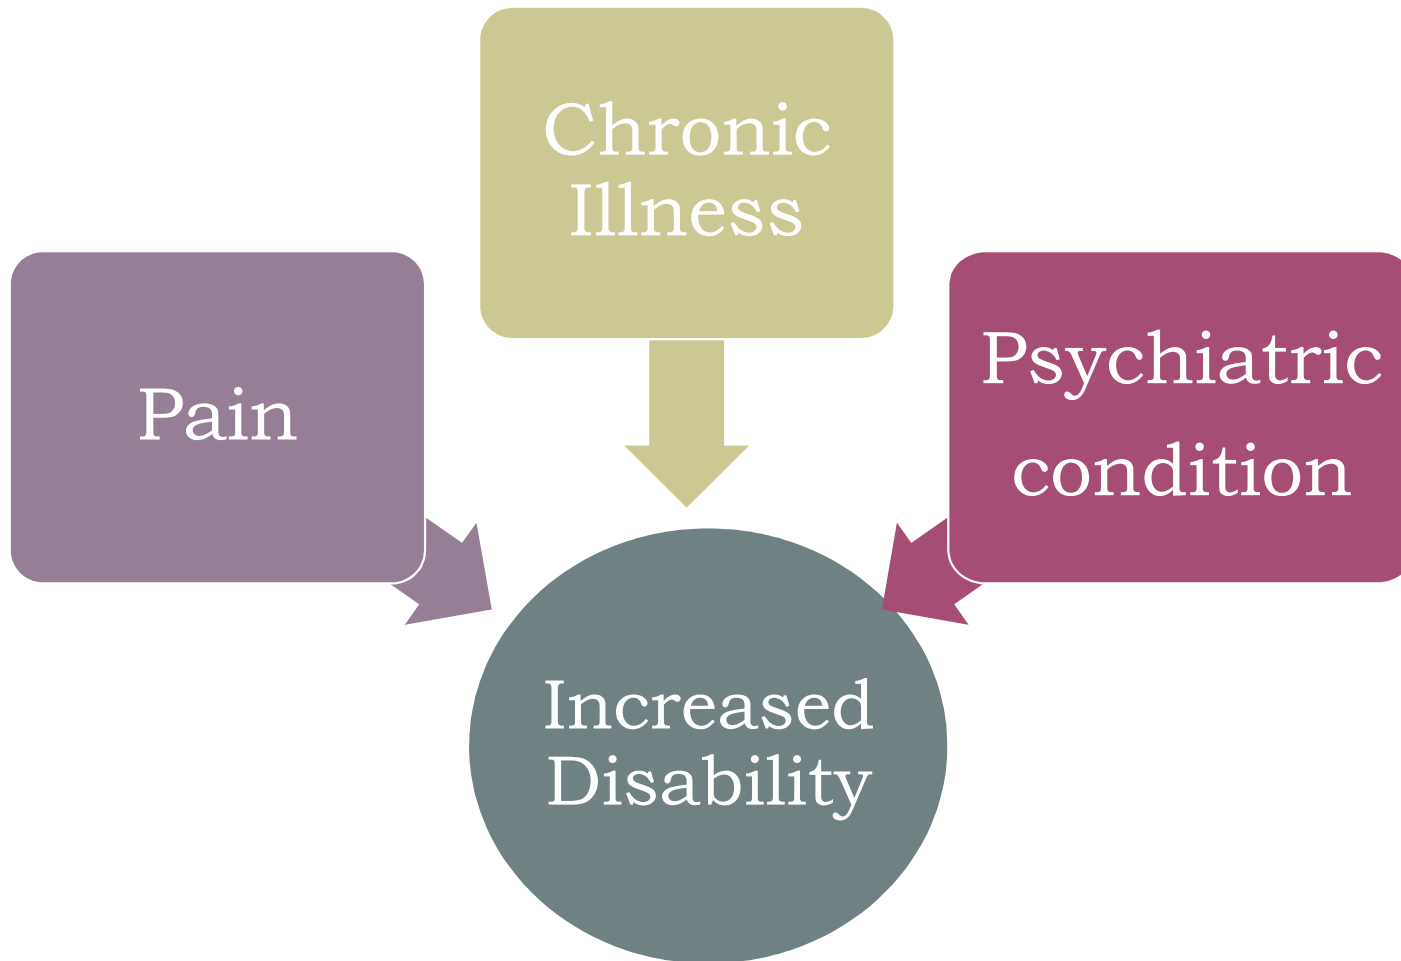 Chronic
Illness
Pain
Psychiatric
condition
Increased
Disability